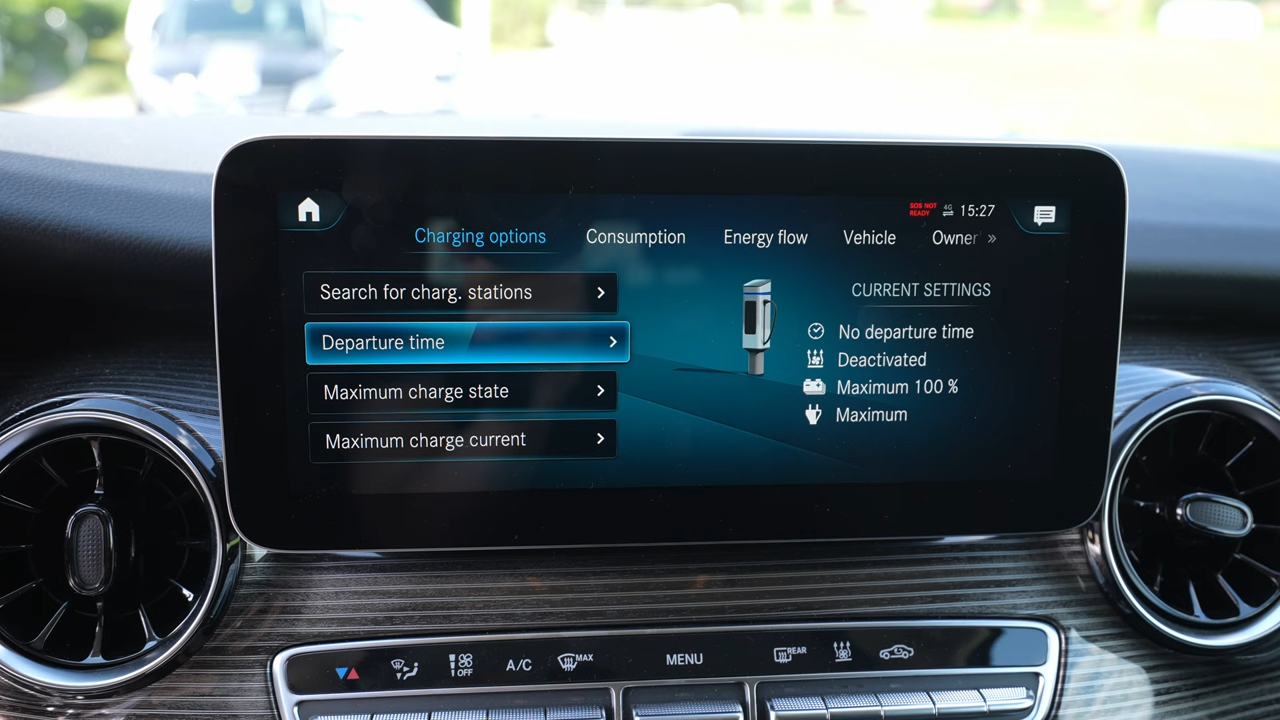 SOS NOT
READY
4G
15:27
Charging options
Consumption
Energy flow
Vehicle
Owner
Search for charg. stations
Departure time
Maximum charge state
Maximum charge current
CURRENT SETTINGS
No departure time
Deactivated
Maximum 100 %
Maximum
OFF
A/C
MAX
MENU
REAR